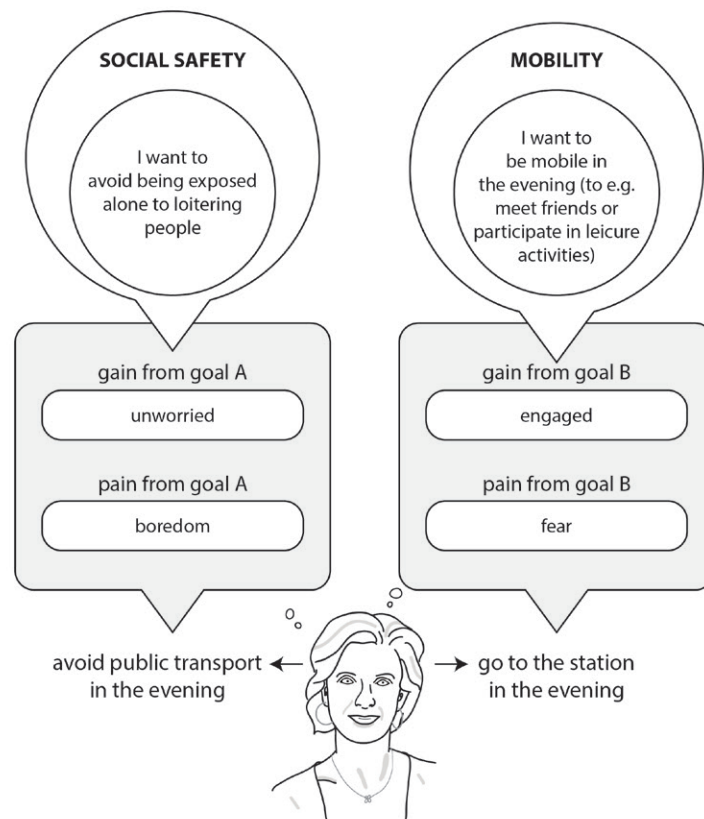 SOCIAL SAFETY
I want to
avoid being exposed
alone to loitering
people
gain from goal A
unworried
pain from goal A
boredom
avoid public transport
in the evening
MOBILITY
I want to
be mobile in
the evening (to e.g.
meet friends or
participate in leicure
activities)
gain from goal B
engaged
pain from goal B
fear
go to the station
in the evening